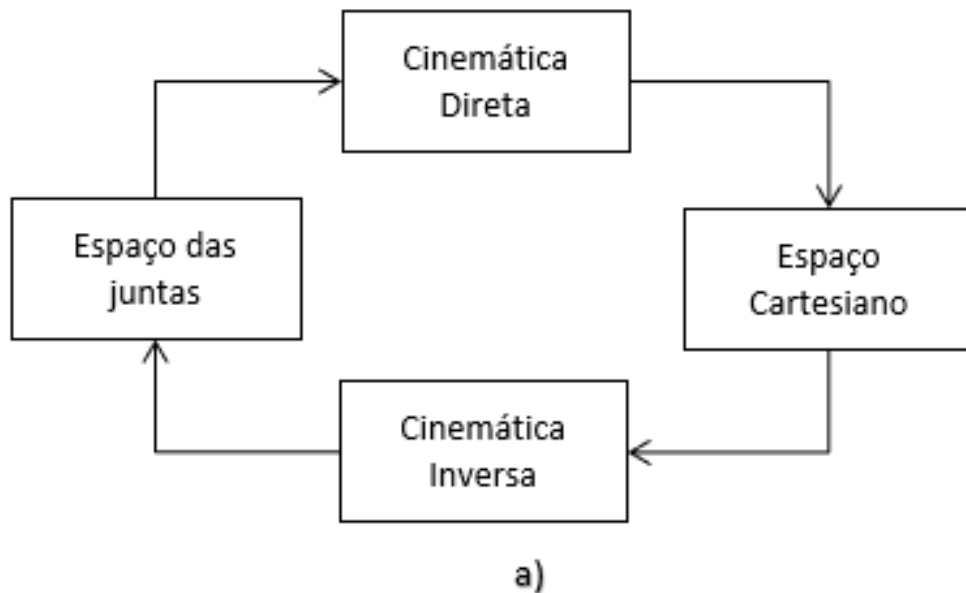 Cinemática
Direta
Espaço das
juntas
Espaço
Cartesiano
Cinemática
Inversa
a)